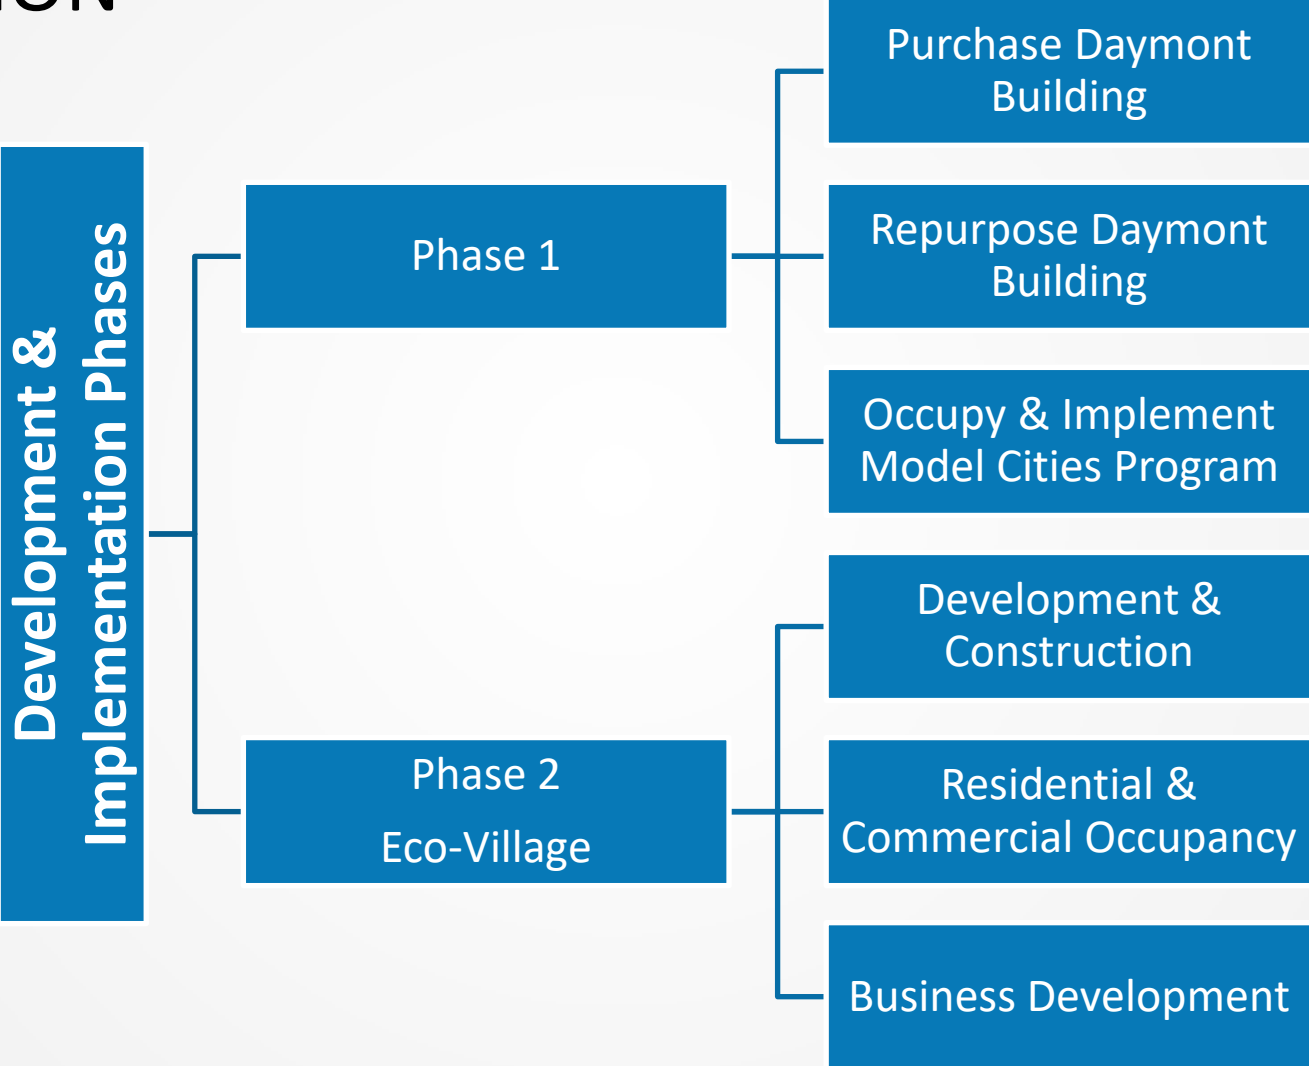 Development &
Implementation Phases
Phase 1
Purchase Daymont
Building
Repurpose Daymont
Building
Occupy & Implement
Model Cities Program
Phase 2
Eco-Village
Development &
Construction
Residential &
Commercial Occupancy
Business Development